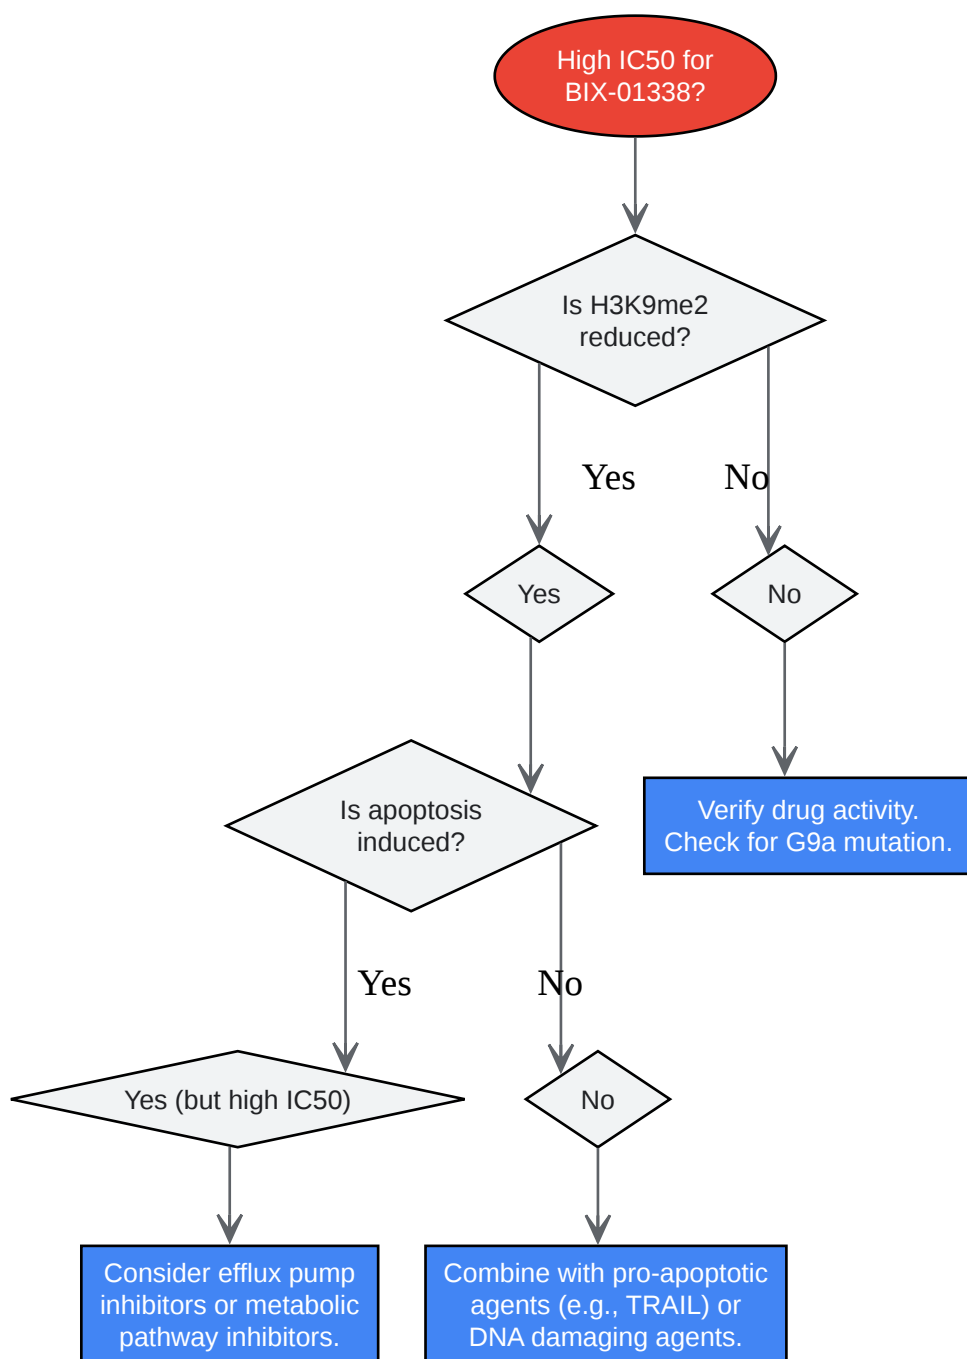 High IC50 for
BIX-01338?
Is H3K9me2
reduced?
Yes
No
Yes
No
Is apoptosis
induced?
Verify drug activity.
Check for G9a mutation.
Yes
No
Yes (but high IC50)
No
Consider efflux pump
inhibitors or metabolic
pathway inhibitors.
Combine with pro-apoptotic
agents (e.g., TRAIL) or
DNA damaging agents.